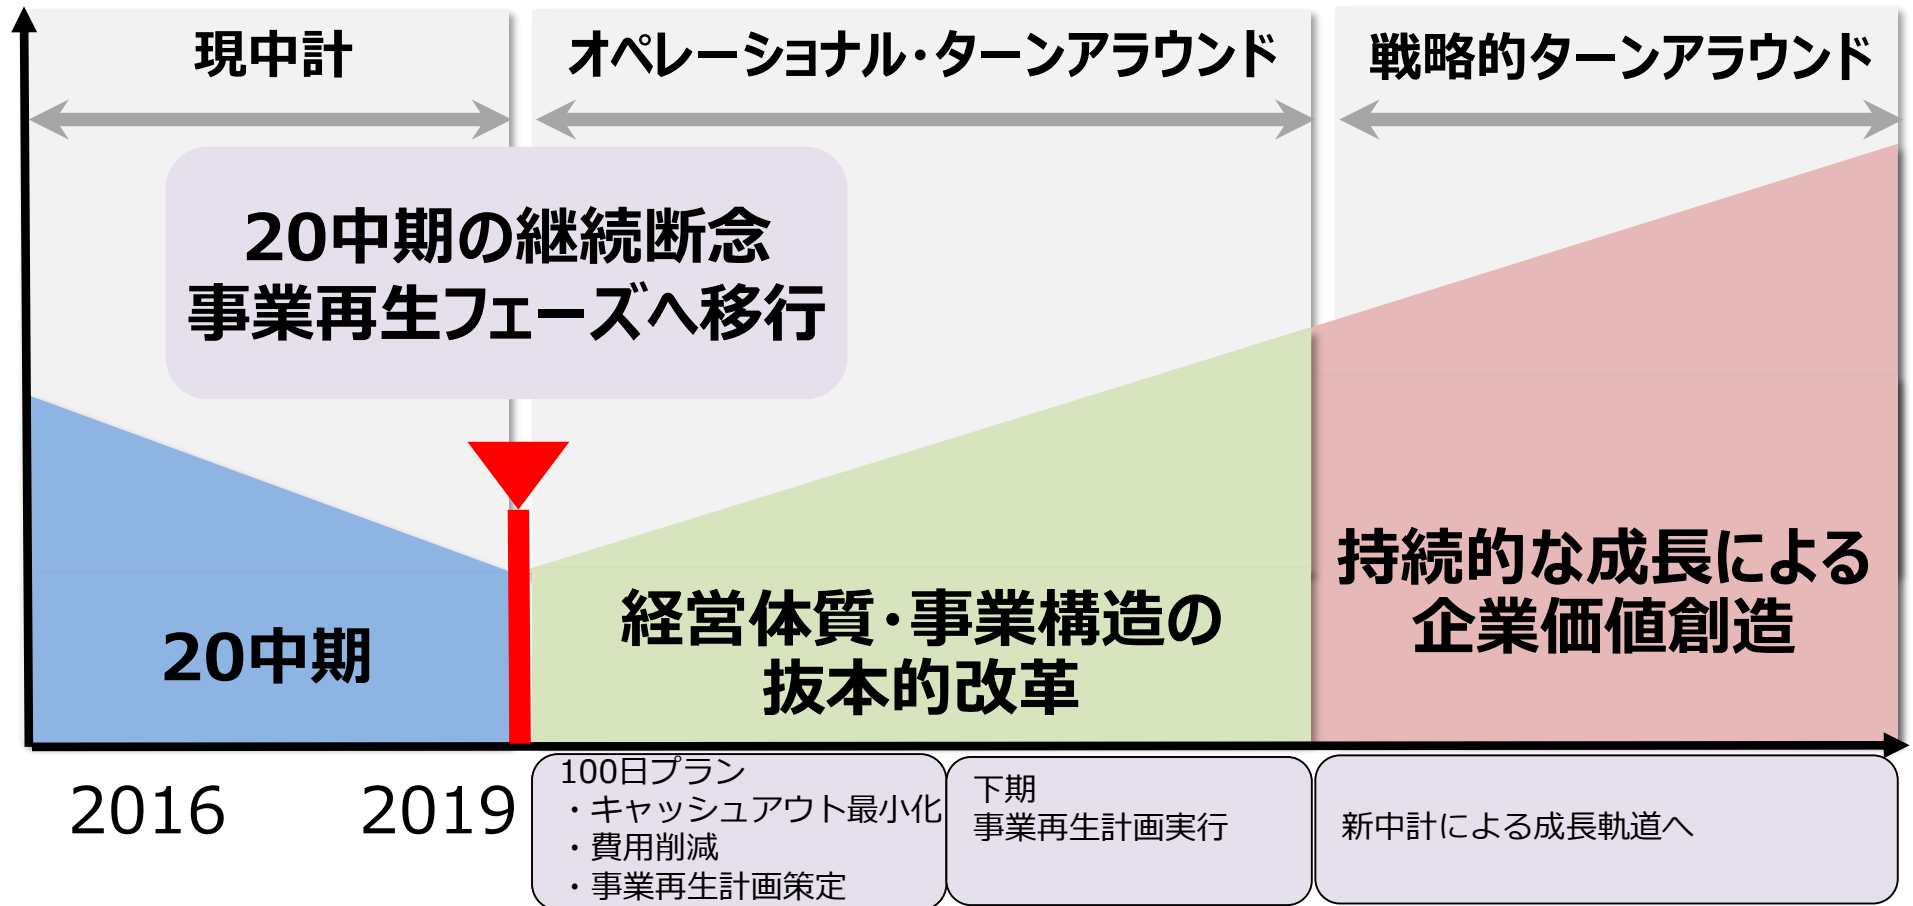 現中計
オペレーショナル・ターンアラウンド
戦略的ターンアラウンド
20中期の継続断念
事業再生フェーズへ移行
20中期
経営体質・事業構造の
抜本的改革
持続的な成長による
企業価値創造
2016
2019
100日プラン
・キャッシュアウト最小化
・費用削減
・事業再生計画策定
下期
事業再生計画実行
新中計による成長軌道へ